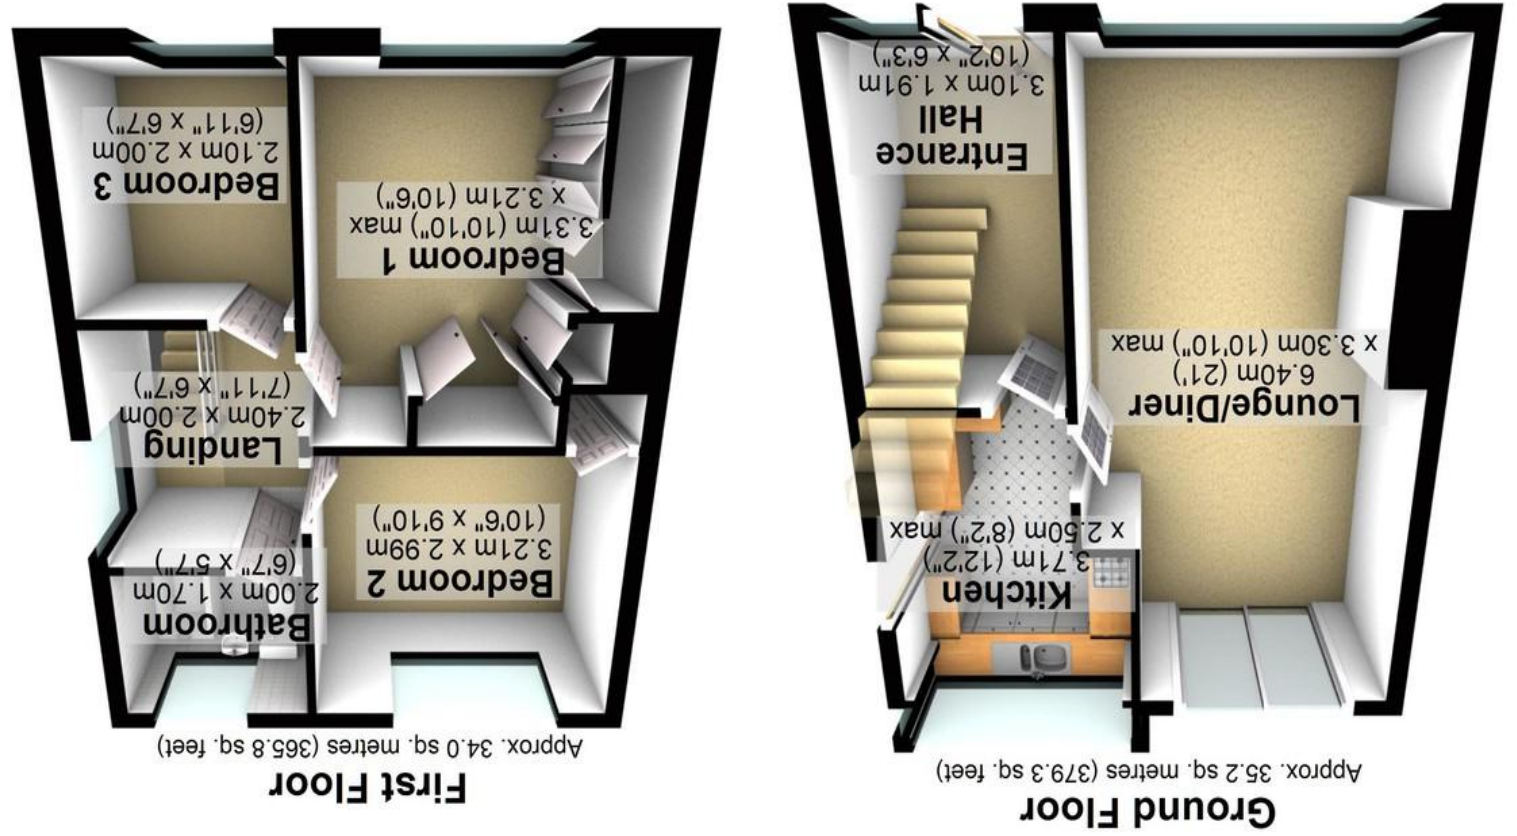 Ground Floor
Approx. 35.2 sq. metres (379.3 sq. feet)
Kitchen
3.71m (12'2")
x 2.50m (8'2") max
Lounge/Diner
6.40m (21')
x 3.30m (10'10") max
Entrance
Hall
3.10m x 1.91m
(10'2" x 6'3")
First Floor
Approx. 34.0 sq. metres (365.8 sq. feet)
Bathroom
2.00m x 1.70m
(6'7" x 5'7")
Bedroom 2
3.21m x 2.99m
(10'6" x 9'10")
Landing
2.40m x 2.00m
(7'11" x 6'7")
Bedroom 1
3.31m (10'10") max
x 3.21m (10'6")
Bedroom 3
2.10m x 2.00m
(6'11" x 6'7")